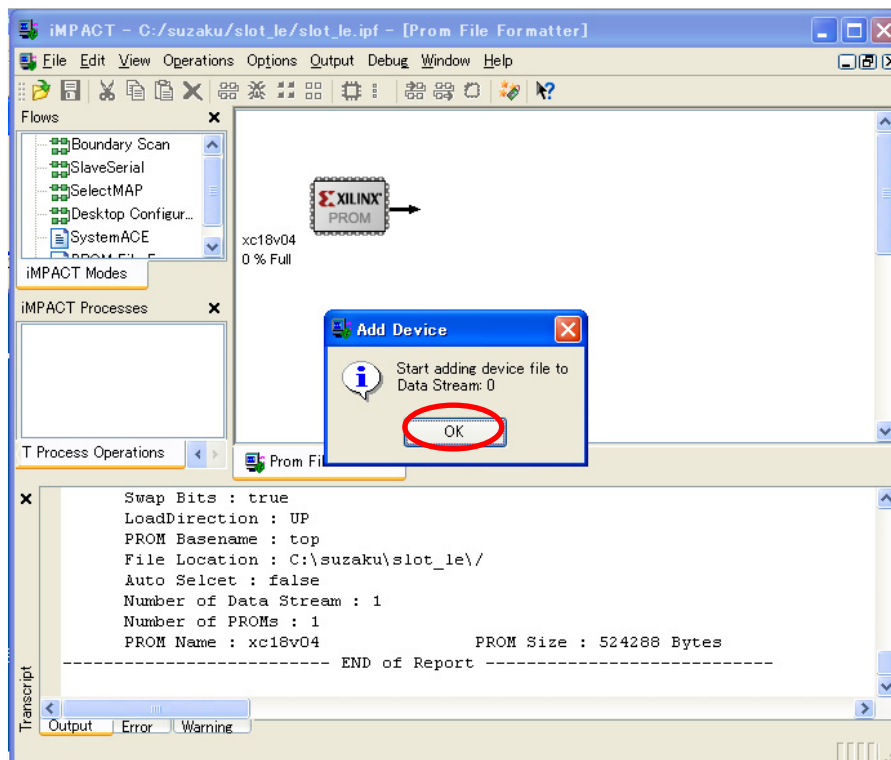 iMPACT - C:/suzaku/slot_le/slot_le.ipf - [Prom File Formatter]
File Edit View Operations Options Output Debug Window Help
Flows
Boundary Scan
SlaveSerial
SelectMAP
Desktop Configur...
SystemACE
iMPACT Modes
iMPACT Processes
T Process Operations
XILINX
PROM
xc18v04
0 % Full
Add Device
Start adding device file to
Data Stream: 0
OK
Prom Fi
Swap Bits : true
LoadDirection : UP
PROM Basename : top
File Location : C:\suzaku\slot_le\/
Auto Selcet : false
Number of Data Stream : 1
Number of PROMs : 1
PROM Name : xc18v04 PROM Size : 524288 Bytes
-------------------------- END of Report ----------------------------
Transcript
Output Error Warning